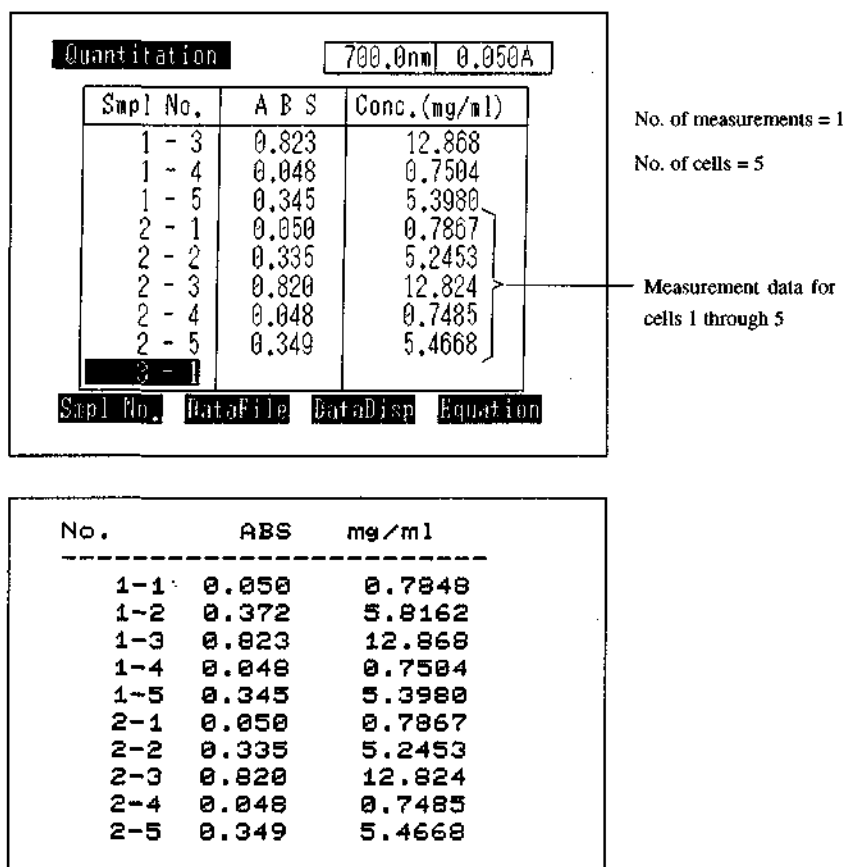 Quantitation 700.0nm 0.050A
Smpl No. A B S Conc.(mg/ml)
1 - 3 0.823 12.868
1 - 4 0.048 0.7504
1 - 5 0.345 5.3980
2 - 1 0.050 0.7867
2 - 2 0.335 5.2453
2 - 3 0.820 12.824
2 - 4 0.048 0.7485
2 - 5 0.349 5.4668
3 - 1
Smpl No. DataFile DataDisp Equation
No. of measurements = 1
No. of cells = 5
Measurement data for
cells 1 through 5
No. ABS mg/ml
1-1 0.050 0.7848
1-2 0.372 5.8162
1-3 0.823 12.868
1-4 0.048 0.7504
1-5 0.345 5.3980
2-1 0.050 0.7867
2-2 0.335 5.2453
2-3 0.820 12.824
2-4 0.048 0.7485
2-5 0.349 5.4668